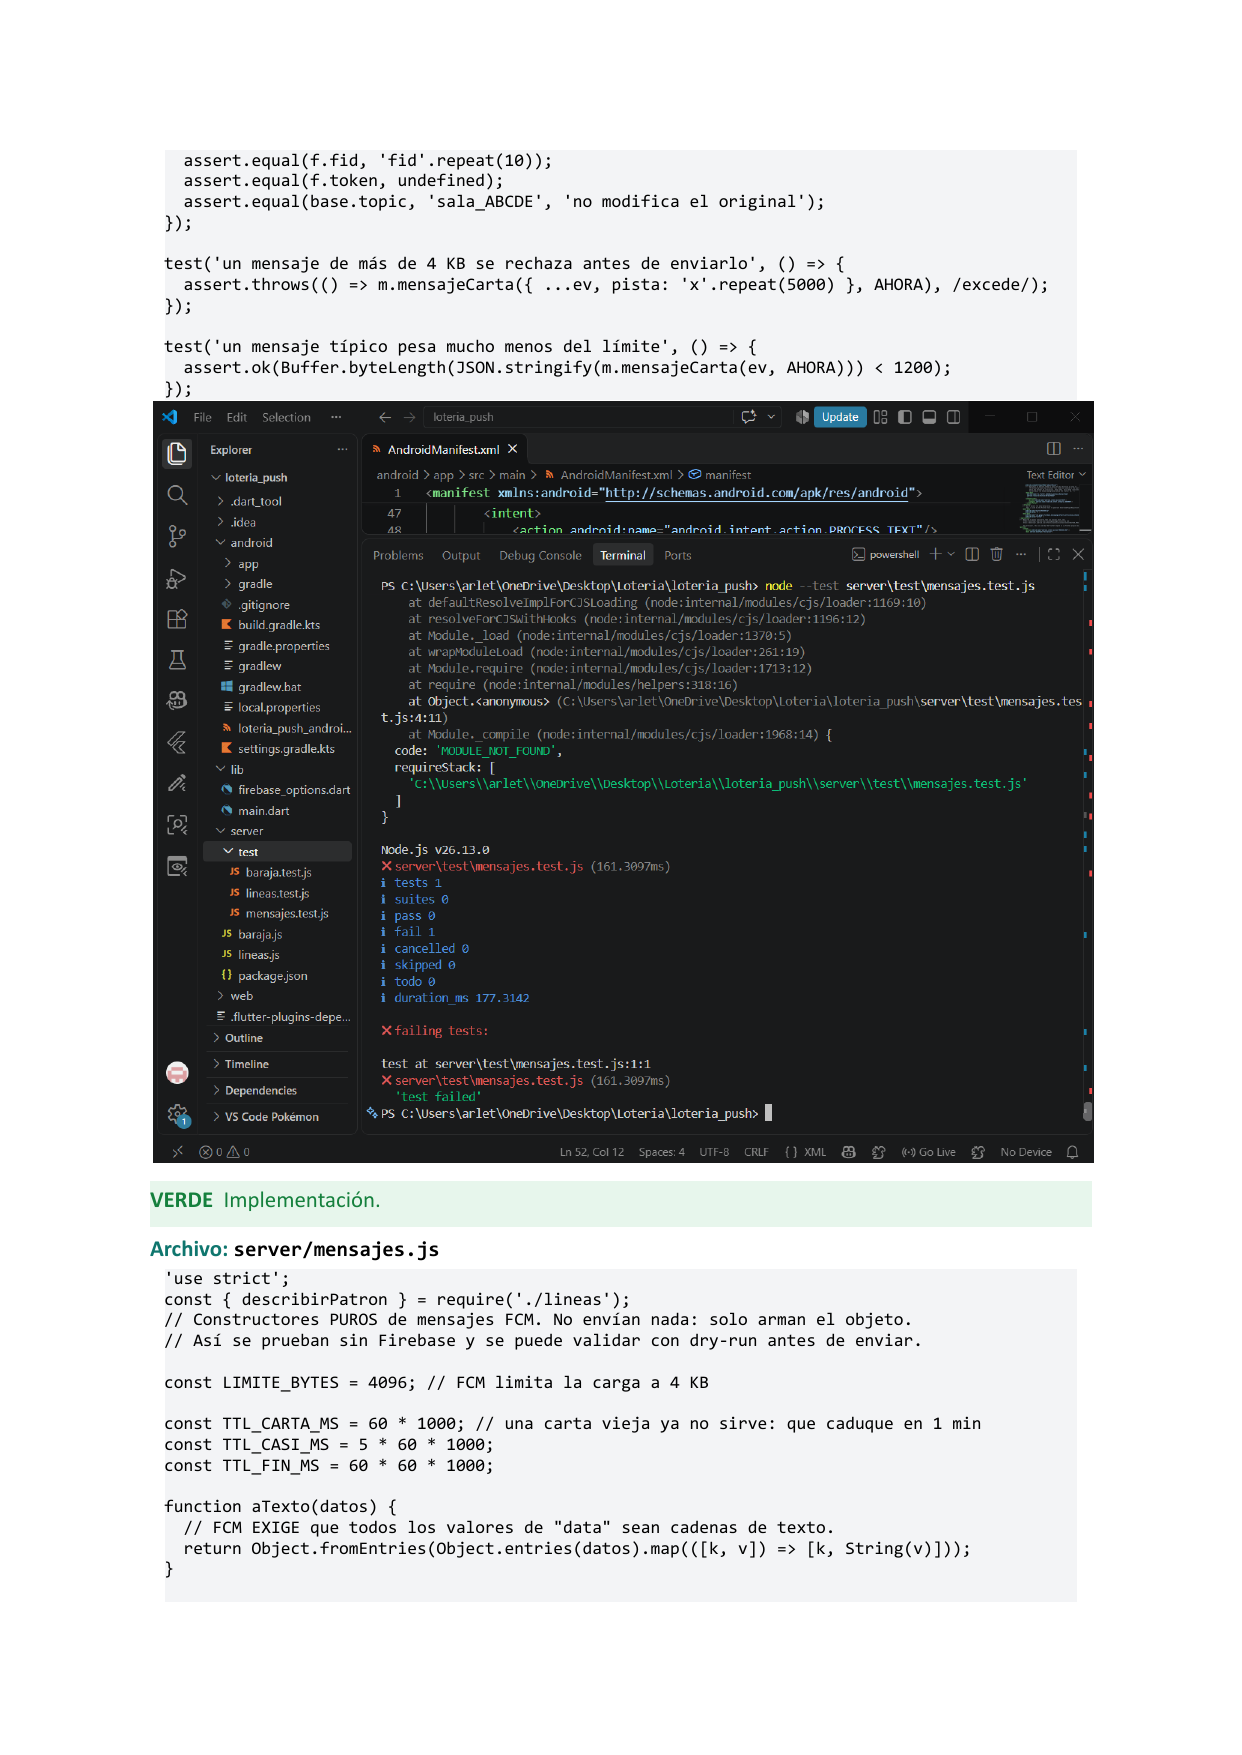 assert.equal(f.fid, 'fid'.repeat(10));
assert.equal(f.token, undefined);
assert.equal(base.topic, 'sala_ABCDE', 'no modifica el original');
});
test('un mensaje de más de 4 KB se rechaza antes de enviarlo', () => {
assert.throws(() => m.mensajeCarta({ ...ev, pista: 'x'.repeat(5000) }, AHORA), /excede/);
});
test('un mensaje típico pesa mucho menos del límite', () => {
assert.ok(Buffer.byteLength(JSON.stringify(m.mensajeCarta(ev, AHORA))) < 1200);
});
File Edit Selection ··· loteria_push Update
Explorer ···
loteria_push
.dart_tool
.idea
android
app
gradle
.gitignore
build.gradle.kts
gradle.properties
gradlew
gradlew.bat
local.properties
loteria_push_androi...
settings.gradle.kts
lib
firebase_options.dart
main.dart
server
test
baraja.test.js
lineas.test.js
mensajes.test.js
baraja.js
lineas.js
package.json
web
.flutter-plugins-depe...
Outline
Timeline
Dependencies
VS Code Pokémon
AndroidManifest.xml
android > app > src > main > AndroidManifest.xml > manifest
Text Editor
1 <manifest xmlns:android="http://schemas.android.com/apk/res/android">
47 <intent>
48 <action android:name="android.intent.action.PROCESS_TEXT"/>
Problems Output Debug Console Terminal Ports powershell
PS C:\Users\arlet\OneDrive\Desktop\Loteria\loteria_push> node --test server\test\mensajes.test.js
at defaultResolveImplForCJSLoading (node:internal/modules/cjs/loader:1169:10)
at resolveForCJSWithHooks (node:internal/modules/cjs/loader:1196:12)
at Module._load (node:internal/modules/cjs/loader:1370:5)
at wrapModuleLoad (node:internal/modules/cjs/loader:261:19)
at Module.require (node:internal/modules/cjs/loader:1713:12)
at require (node:internal/modules/helpers:318:16)
at Object.<anonymous> (C:\Users\arlet\OneDrive\Desktop\Loteria\loteria_push\server\test\mensajes.tes
t.js:4:11)
at Module._compile (node:internal/modules/cjs/loader:1968:14) {
code: 'MODULE_NOT_FOUND',
requireStack: [
'C:\\Users\\arlet\\OneDrive\\Desktop\\Loteria\\loteria_push\\server\\test\\mensajes.test.js'
]
}
Node.js v26.13.0
server\test\mensajes.test.js (161.3097ms)
i tests 1
i suites 0
i pass 0
i fail 1
i cancelled 0
i skipped 0
i todo 0
i duration_ms 177.3142
failing tests:
test at server\test\mensajes.test.js:1:1
server\test\mensajes.test.js (161.3097ms)
'test failed'
PS C:\Users\arlet\OneDrive\Desktop\Loteria\loteria_push>
1
0 0 Ln 52, Col 12 Spaces: 4 UTF-8 CRLF { } XML Go Live No Device
VERDE Implementación.
Archivo: server/mensajes.js
'use strict';
const { describirPatron } = require('./lineas');
// Constructores PUROS de mensajes FCM. No envían nada: solo arman el objeto.
// Así se prueban sin Firebase y se puede validar con dry-run antes de enviar.
const LIMITE_BYTES = 4096; // FCM limita la carga a 4 KB
const TTL_CARTA_MS = 60 * 1000; // una carta vieja ya no sirve: que caduque en 1 min
const TTL_CASI_MS = 5 * 60 * 1000;
const TTL_FIN_MS = 60 * 60 * 1000;
function aTexto(datos) {
// FCM EXIGE que todos los valores de "data" sean cadenas de texto.
return Object.fromEntries(Object.entries(datos).map(([k, v]) => [k, String(v)]));
}